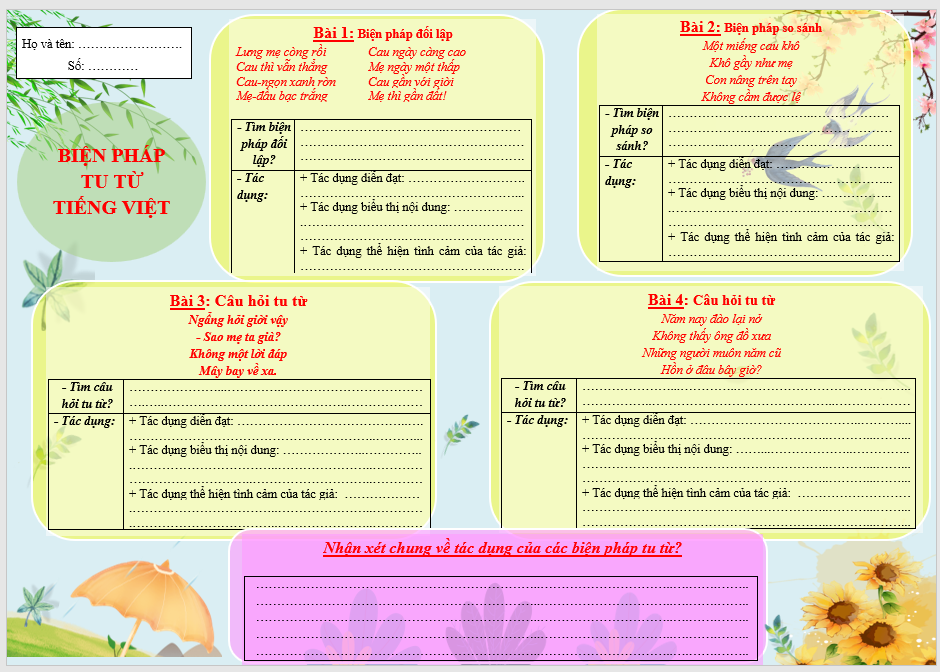 Họ và tên: …………………….
Số: …………
BIỆN PHÁP
TU TỪ
TIẾNG VIỆT
Bài 1: Biện pháp đối lập
Lưng mẹ còng rồi
Cau thì vẫn thẳng
Cau-ngọn xanh rờn
Mẹ-đầu bạc trắng
Cau ngày càng cao
Mẹ ngày một thấp
Cau gần với giời
Mẹ thì gần đất!
- Tìm biện
pháp đối
lập?
- Tác
dụng:
+ Tác dụng diễn đạt: ………………………
+ Tác dụng biểu thị nội dung: …………….
+ Tác dụng thể hiện tình cảm của tác giả:
Bài 2: Biện pháp so sánh
Một miếng cau khô
Khô gầy như mẹ
Con nâng trên tay
Không cầm được lệ
- Tìm biện
pháp so
sánh?
- Tác
dụng:
+ Tác dụng diễn đạt: ………………………
+ Tác dụng biểu thị nội dung: …………….
+ Tác dụng thể hiện tình cảm của tác giả:
Bài 3: Câu hỏi tu từ
Ngẩng hỏi giời vậy
- Sao mẹ ta già?
Không một lời đáp
Mây bay về xa.
- Tìm câu
hỏi tu từ?
- Tác dụng:
+ Tác dụng diễn đạt: ………………………………………
+ Tác dụng biểu thị nội dung: ……………………………
+ Tác dụng thể hiện tình cảm của tác giả: ………………
Bài 4: Câu hỏi tu từ
Năm nay đào lại nở
Không thấy ông đồ xưa
Những người muôn năm cũ
Hồn ở đâu bây giờ?
- Tìm câu
hỏi tu từ?
- Tác dụng:
+ Tác dụng diễn đạt: ……………………………………………
+ Tác dụng biểu thị nội dung: …………………………………
+ Tác dụng thể hiện tình cảm của tác giả: ………………………
Nhận xét chung về tác dụng của các biện pháp tu từ?